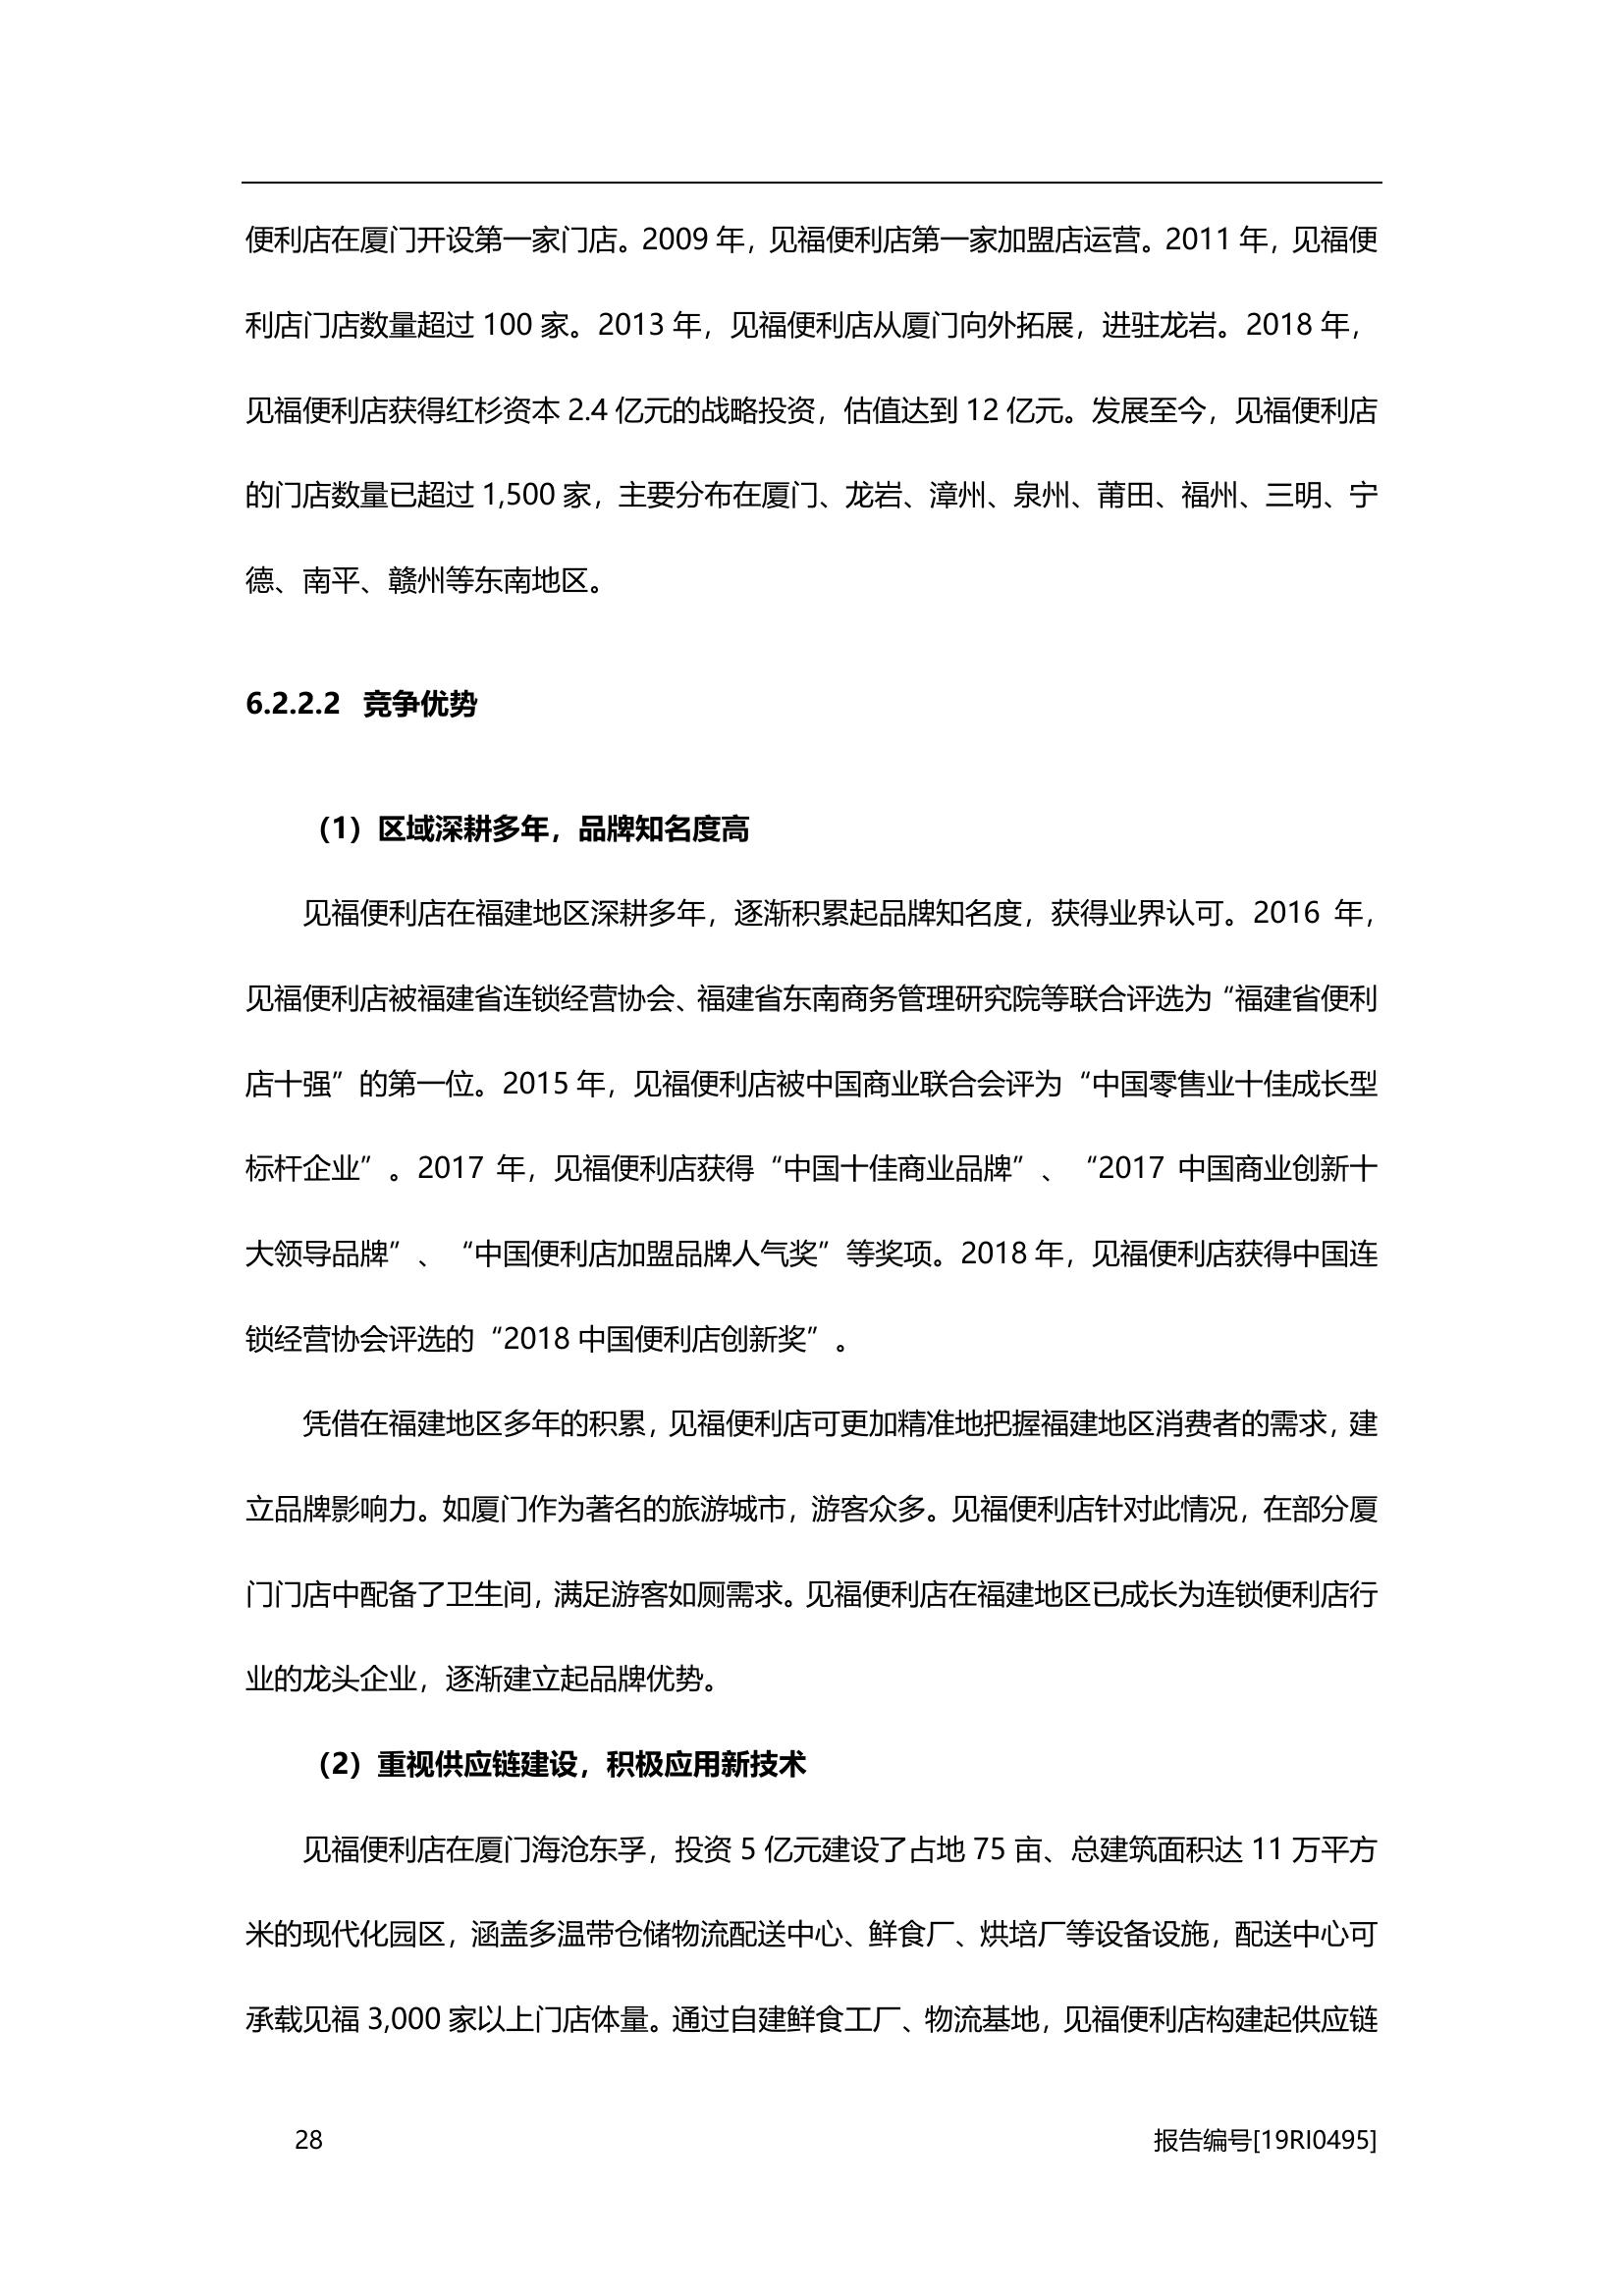 便利店在厦门开设第一家门店。2009 年，见福便利店第一家加盟店运营。2011 年，见福便
利店门店数量超过 100 家。2013 年，见福便利店从厦门向外拓展，进驻龙岩。2018 年，
见福便利店获得红杉资本 2.4 亿元的战略投资，估值达到 12 亿元。发展至今，见福便利店
的门店数量已超过 1,500 家，主要分布在厦门、龙岩、漳州、泉州、莆田、福州、三明、宁
德、南平、赣州等东南地区。
6.2.2.2 竞争优势
（1）区域深耕多年，品牌知名度高
见福便利店在福建地区深耕多年，逐渐积累起品牌知名度，获得业界认可。2016 年，
见福便利店被福建省连锁经营协会、福建省东南商务管理研究院等联合评选为“福建省便利
店十强”的第一位。2015 年，见福便利店被中国商业联合会评为“中国零售业十佳成长型
标杆企业”。2017 年，见福便利店获得“中国十佳商业品牌”、“2017 中国商业创新十
大领导品牌”、“中国便利店加盟品牌人气奖”等奖项。2018 年，见福便利店获得中国连
锁经营协会评选的“2018 中国便利店创新奖”。
凭借在福建地区多年的积累，见福便利店可更加精准地把握福建地区消费者的需求，建
立品牌影响力。如厦门作为著名的旅游城市，游客众多。见福便利店针对此情况，在部分厦
门门店中配备了卫生间，满足游客如厕需求。见福便利店在福建地区已成长为连锁便利店行
业的龙头企业，逐渐建立起品牌优势。
（2）重视供应链建设，积极应用新技术
见福便利店在厦门海沧东孚，投资 5 亿元建设了占地 75 亩、总建筑面积达 11 万平方
米的现代化园区，涵盖多温带仓储物流配送中心、鲜食厂、烘培厂等设备设施，配送中心可
承载见福 3,000 家以上门店体量。通过自建鲜食工厂、物流基地，见福便利店构建起供应链
28 报告编号[19RI0495]